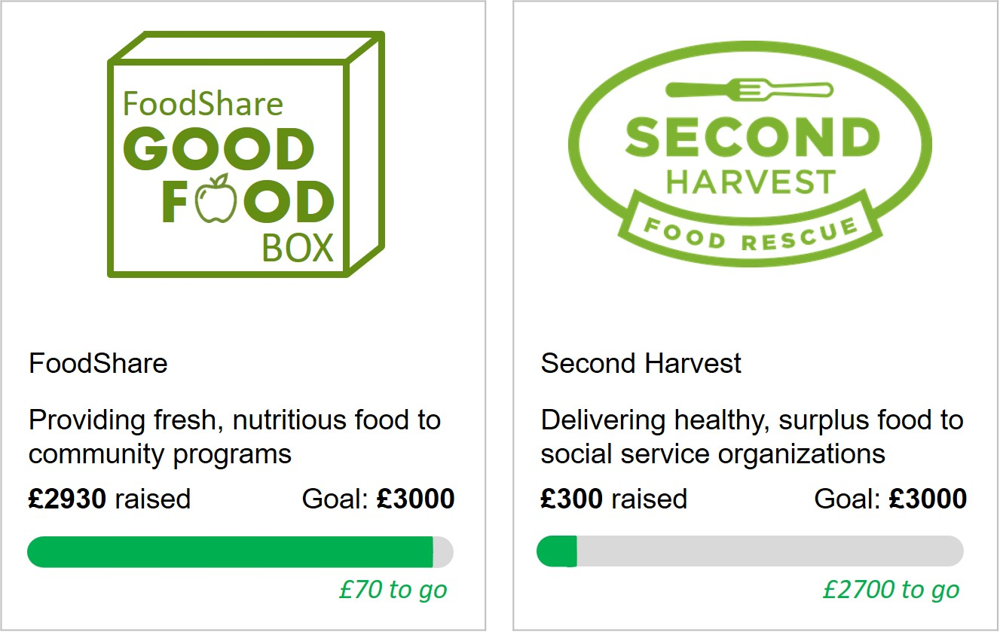 FoodShare
GOOD
FOOD
BOX
FoodShare
Providing fresh, nutritious food to
community programs
£2930 raised Goal: £3000
£70 to go
SECOND
HARVEST
FOOD RESCUE
Second Harvest
Delivering healthy, surplus food to
social service organizations
£300 raised Goal: £3000
£2700 to go